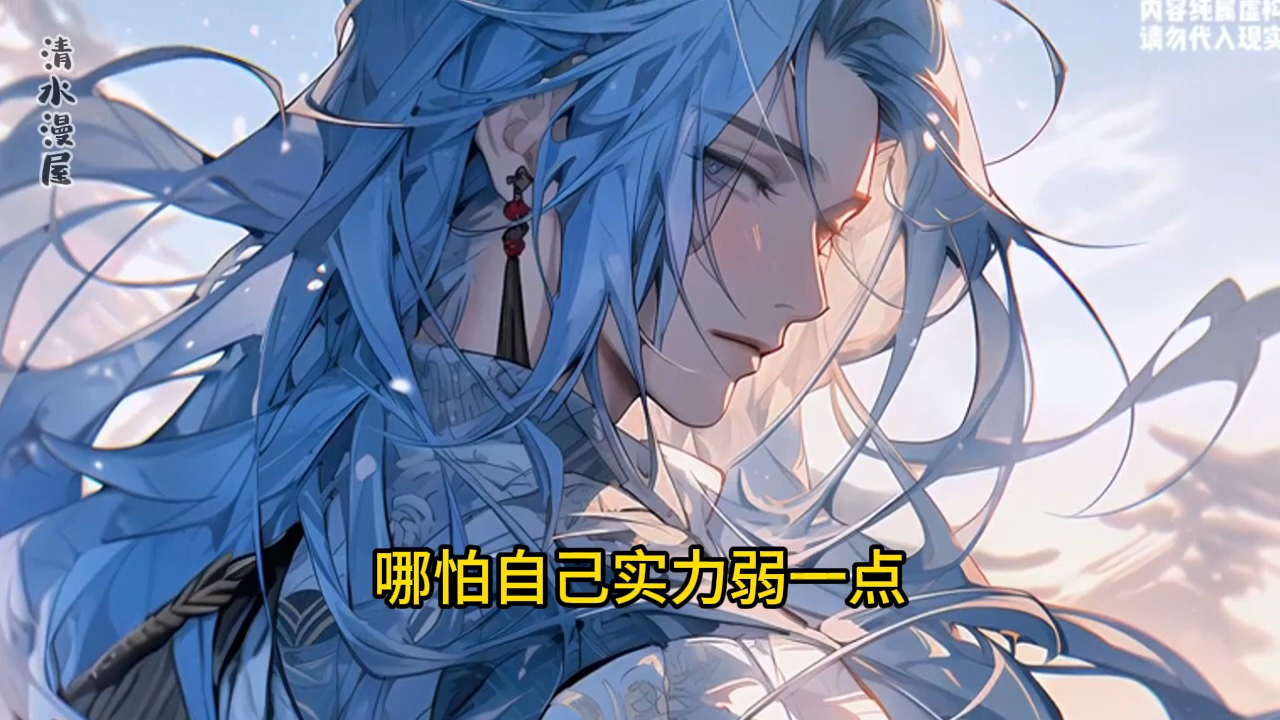 清水漫屋
内容纯属虚构
请勿代入现实
哪怕自己实力弱一点